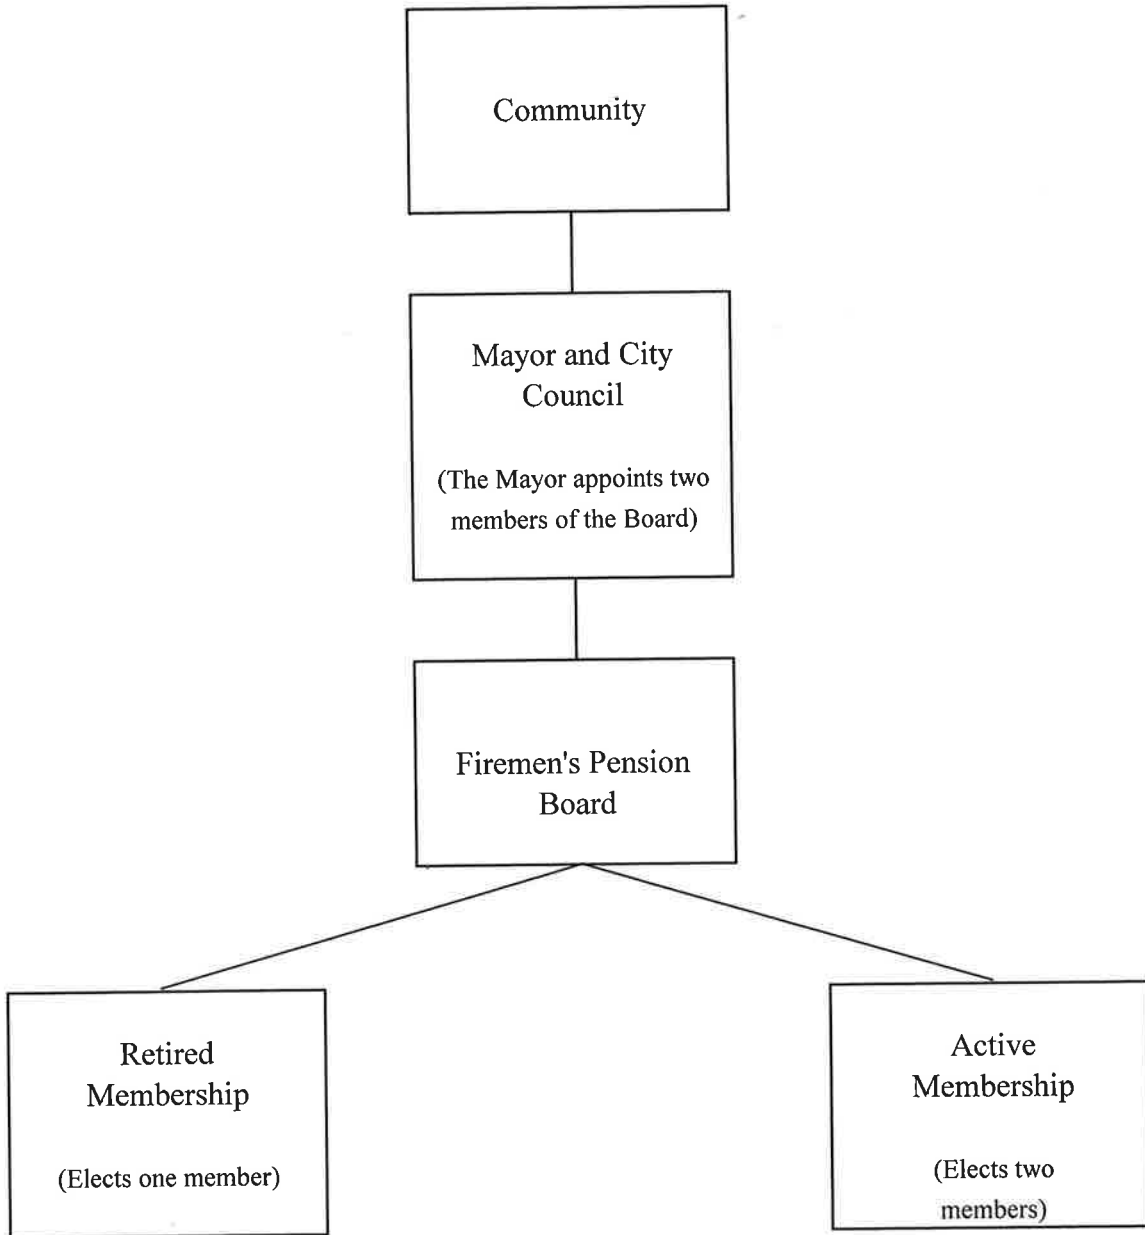 Community
Mayor and City
Council
(The Mayor appoints two
members of the Board)
Firemen's Pension
Board
Retired
Membership
(Elects one member)
Active
Membership
(Elects two
members)